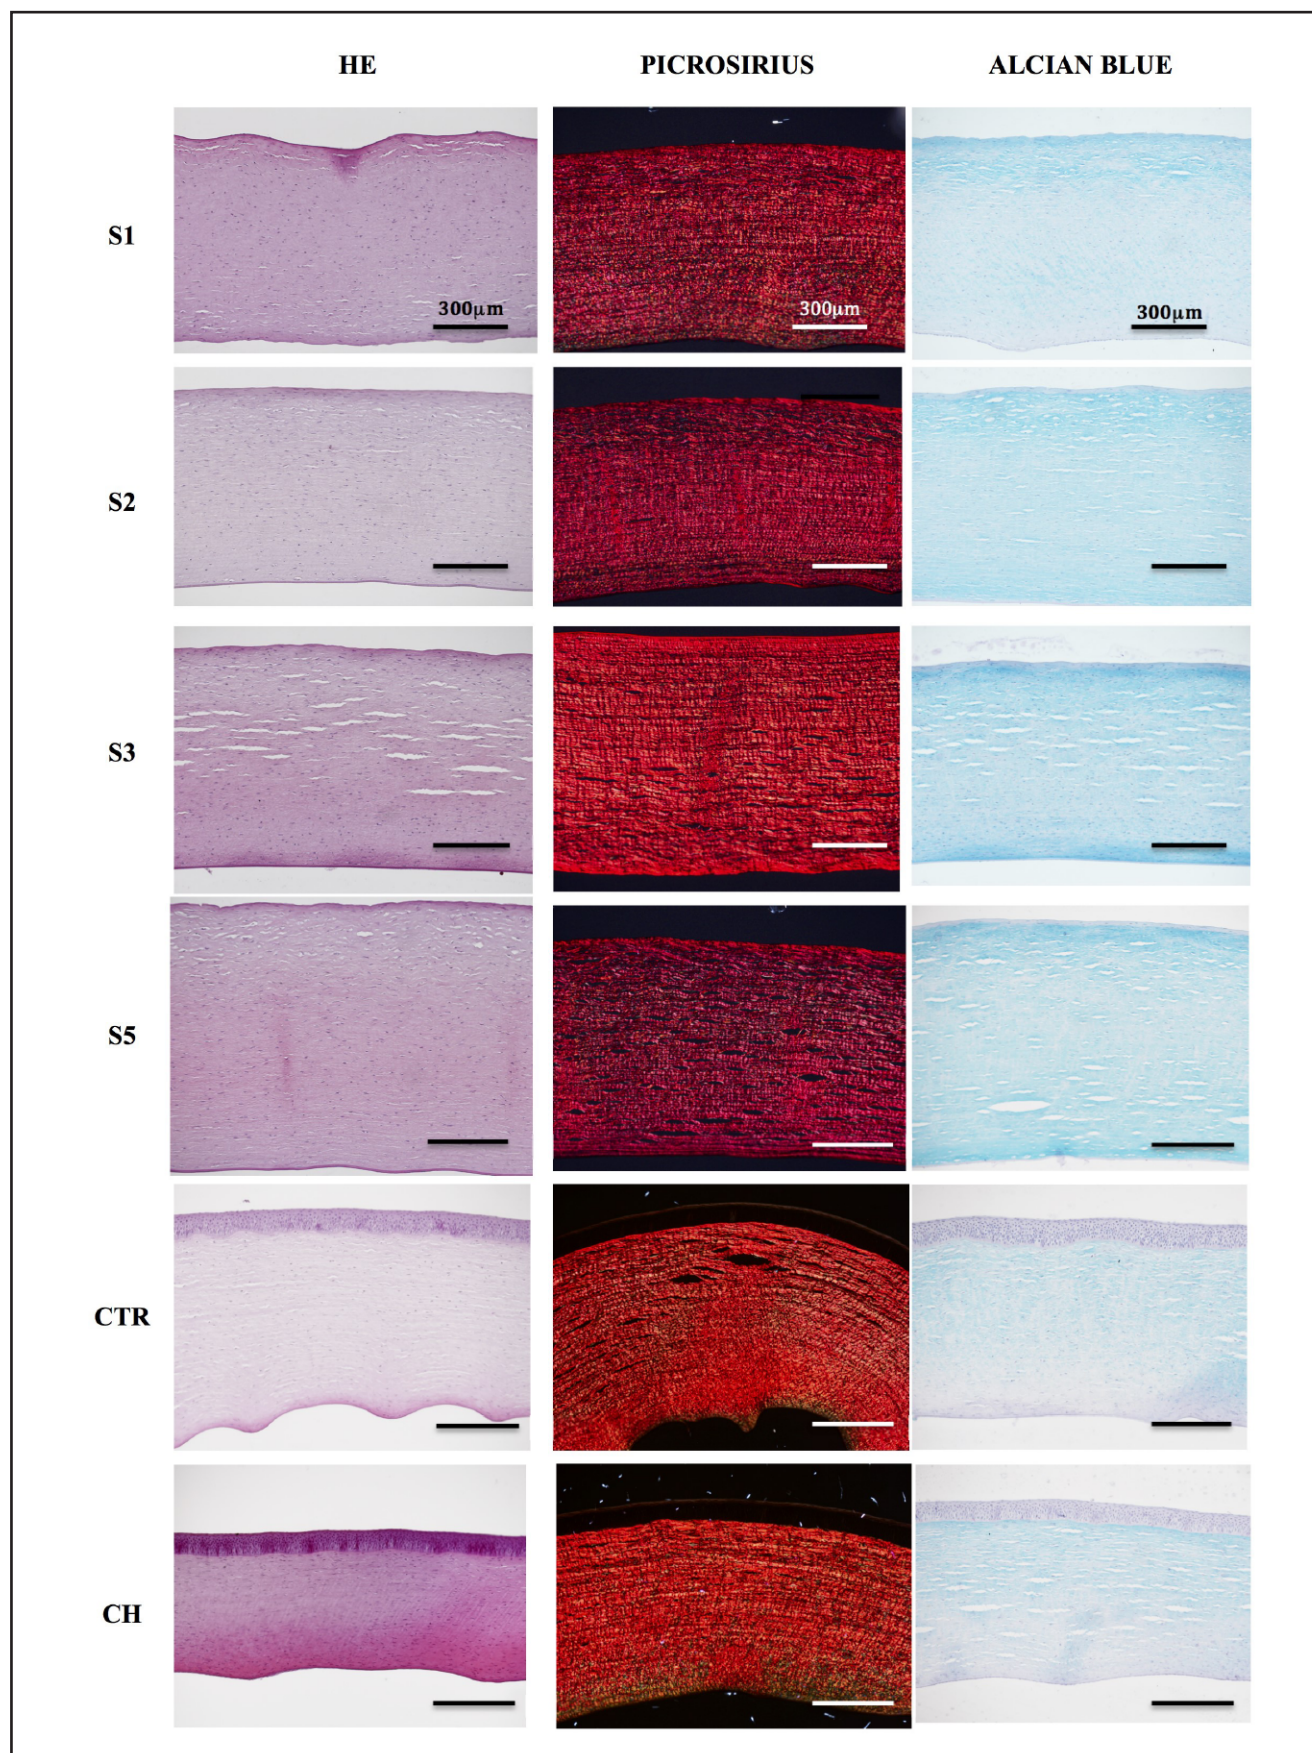 HE PICROSIRIUS ALCIAN BLUE
S1
300µm 300µm 300µm
S2
S3
S5
CTR
CH